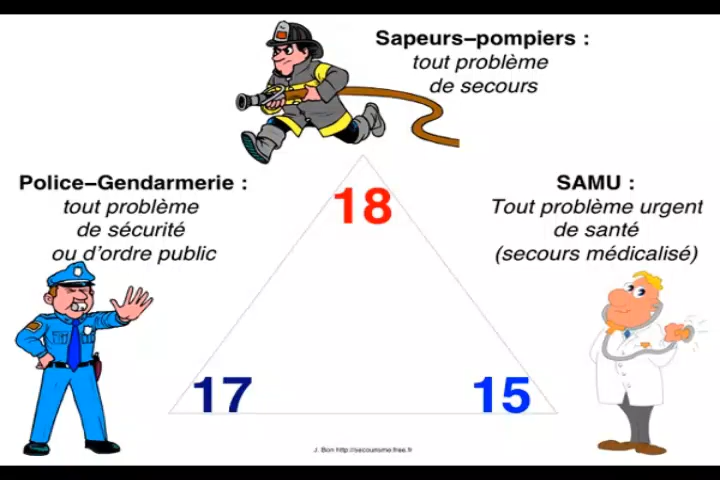 Sapeurs–pompiers :
tout problème
de secours
Police–Gendarmerie :
tout problème
de sécurité
ou d'ordre public
SAMU :
Tout problème urgent
de santé
(secours médicalisé)
18
17
15
J. Bon http://secourisme.free.fr